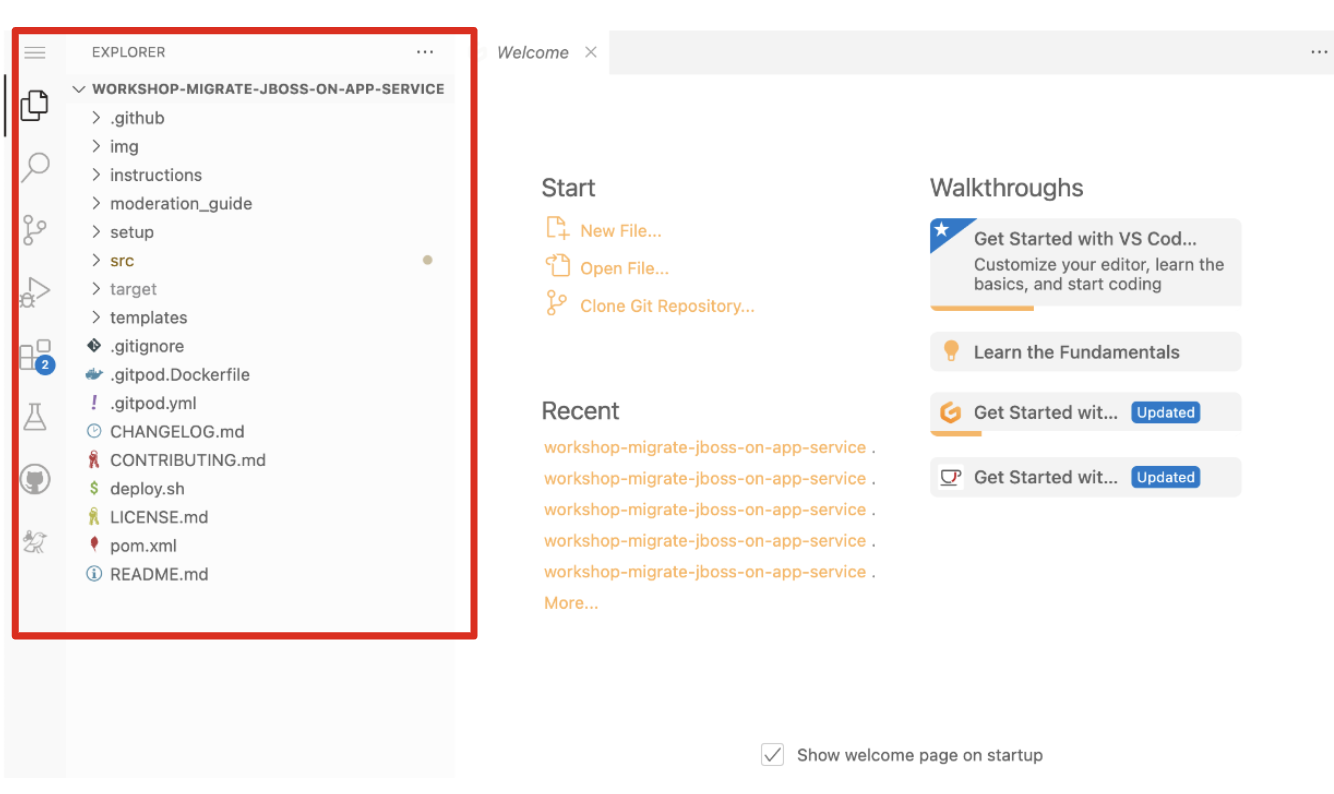 EXPLORER
...
WORKSHOP-MIGRATE-JBOSS-ON-APP-SERVICE
.github
img
instructions
moderation_guide
setup
src
target
templates
.gitignore
.gitpod.Dockerfile
! .gitpod.yml
CHANGELOG.md
CONTRIBUTING.md
$ deploy.sh
LICENSE.md
pom.xml
README.md
2
Welcome
...
Start
New File...
Open File...
Clone Git Repository...
Recent
workshop-migrate-jboss-on-app-service .
workshop-migrate-jboss-on-app-service .
workshop-migrate-jboss-on-app-service .
workshop-migrate-jboss-on-app-service .
workshop-migrate-jboss-on-app-service .
More...
Walkthroughs
Get Started with VS Cod...
Customize your editor, learn the
basics, and start coding
Learn the Fundamentals
Get Started wit... Updated
Get Started wit... Updated
Show welcome page on startup